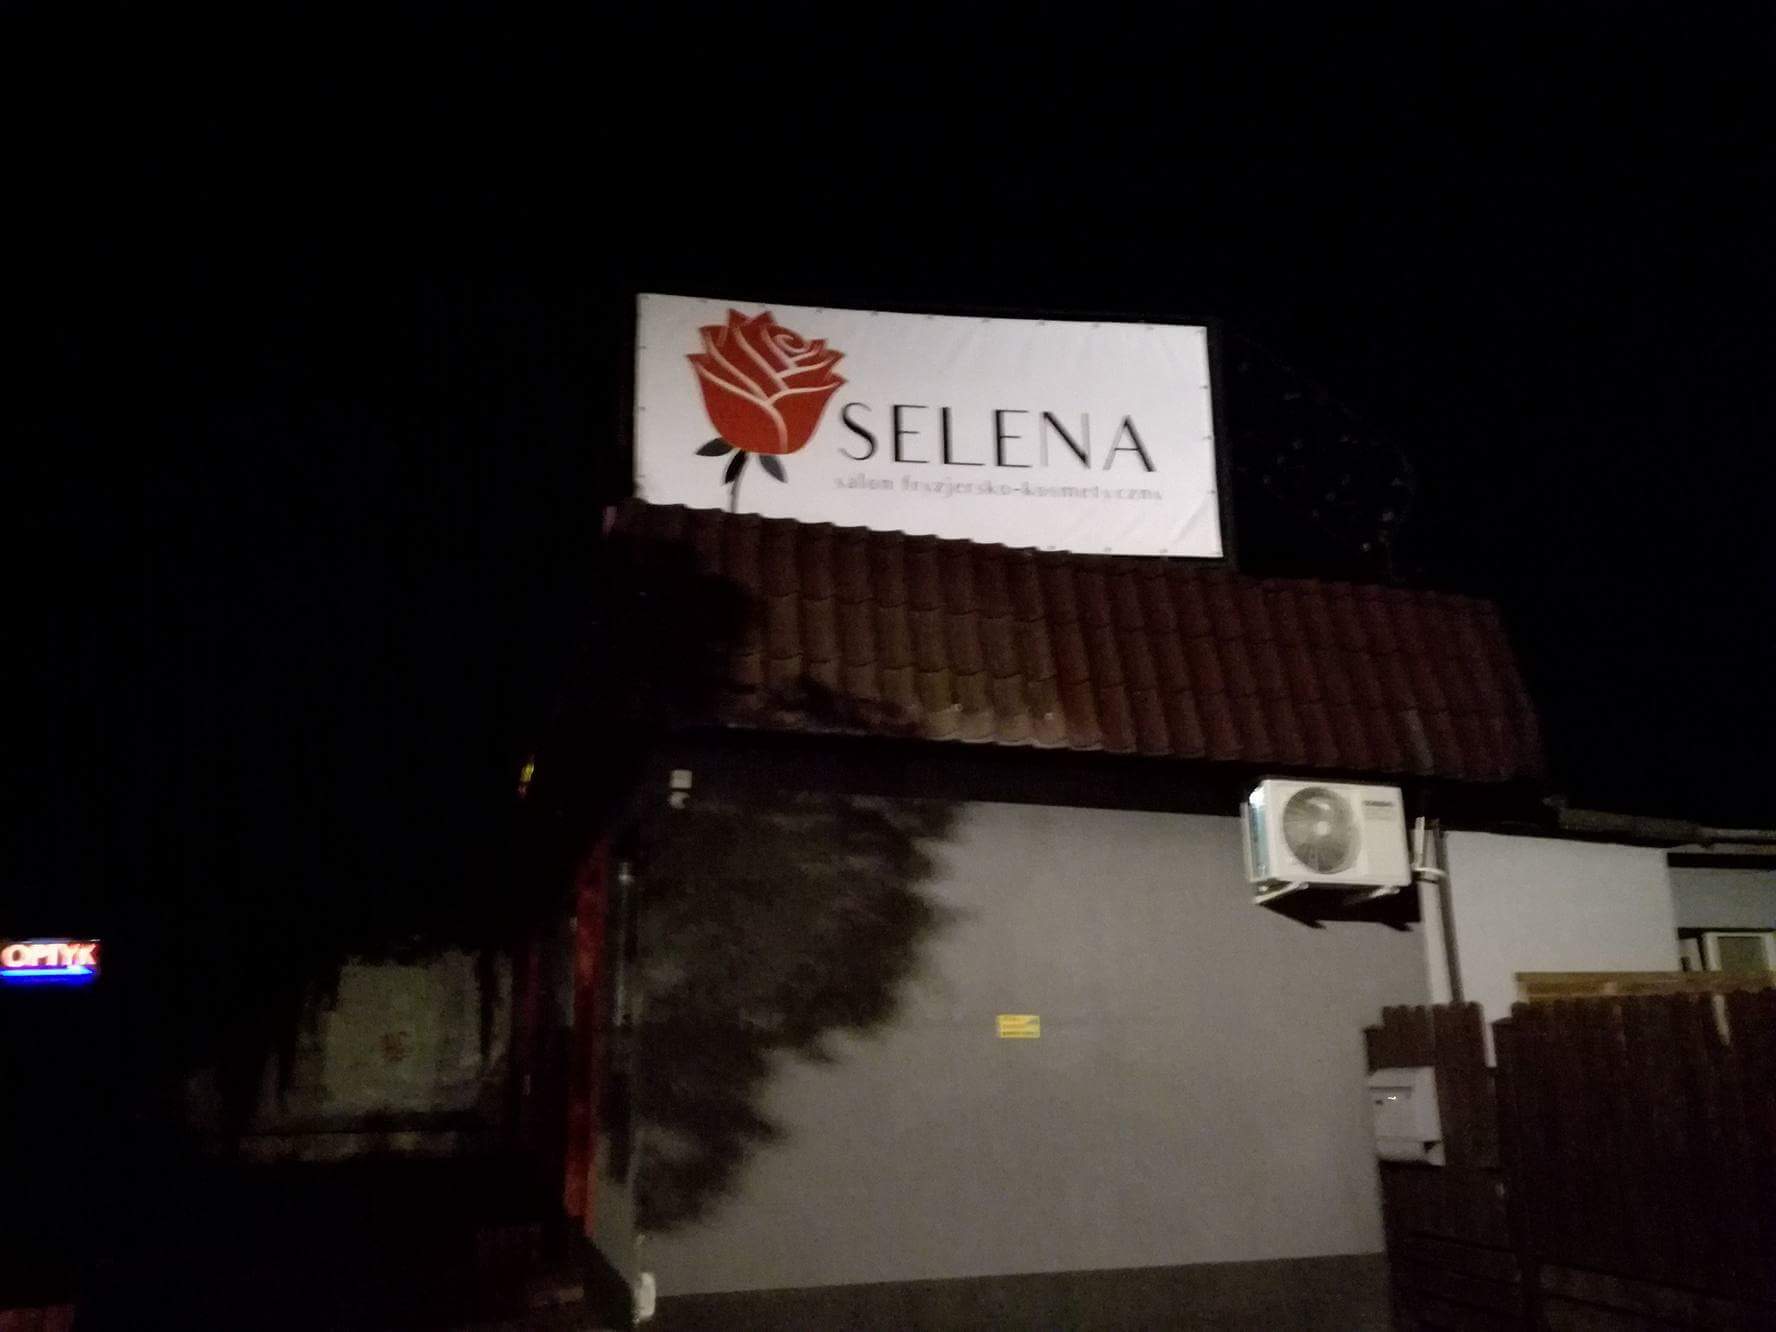 SELENA
salon fryzjersko-kosmetyczny
OPTYK